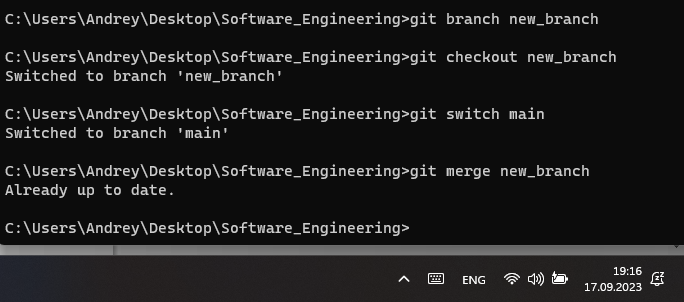 C:\Users\Andrey\Desktop\Software_Engineering>git branch new_branch
C:\Users\Andrey\Desktop\Software_Engineering>git checkout new_branch
Switched to branch 'new_branch'
C:\Users\Andrey\Desktop\Software_Engineering>git switch main
Switched to branch 'main'
C:\Users\Andrey\Desktop\Software_Engineering>git merge new_branch
Already up to date.
C:\Users\Andrey\Desktop\Software_Engineering>
ENG
19:16
17.09.2023